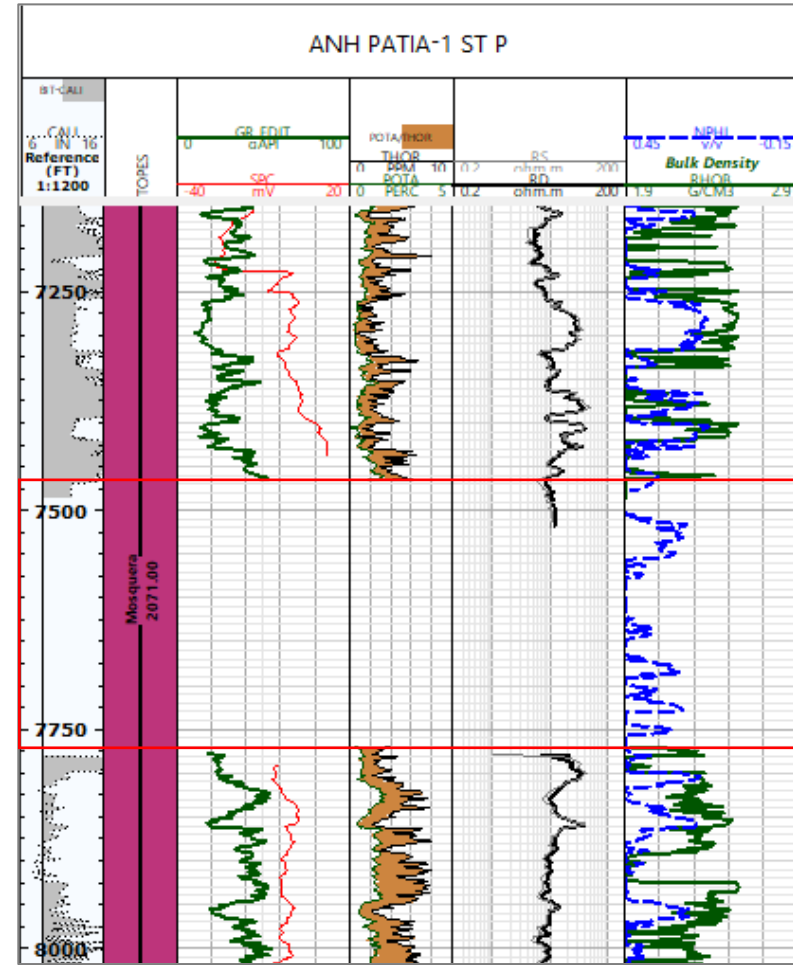 ANH PATIA-1 ST P
BIT-CALI
CALI
6 IN 16
Reference
(FT)
1:1200
TOPES
GR_EDIT
0 gAPI 100
SPC
-40 mV 20
POTA/THOR
THOR
0 PPM 10
POTA
0 PERC 5
RS
0.2 ohm.m 200
RD
0.2 ohm.m 200
NPHI
0.45 v/v -0.15
Bulk Density
RHOB
1.9 G/CM3 2.9
7250
7500
7750
8000
Mosquera
2071.00